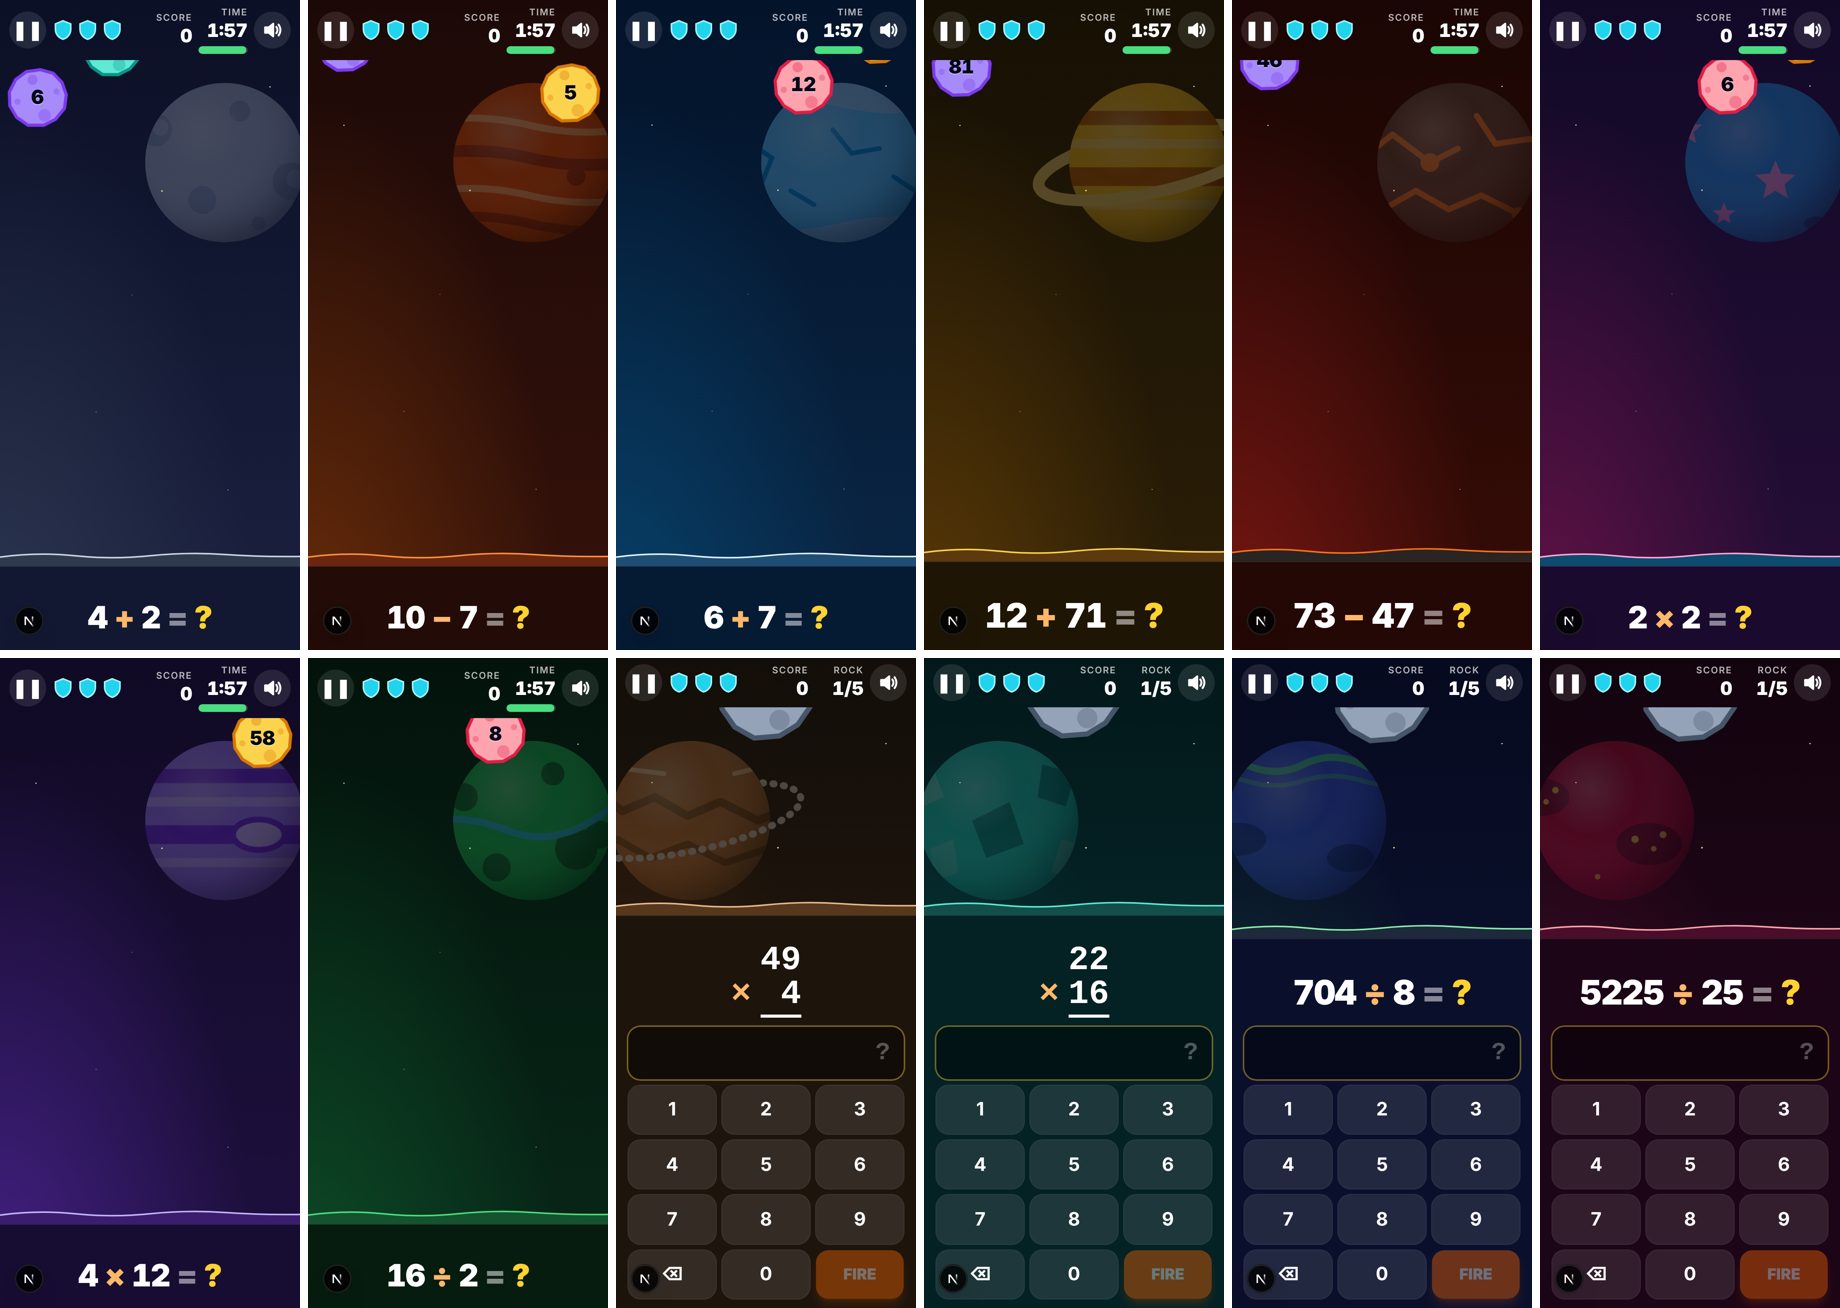 SCORE TIME
0 1:57
6
4 + 2 = ?
N
SCORE TIME
0 1:57
5
10 − 7 = ?
N
SCORE TIME
0 1:57
12
6 + 7 = ?
N
SCORE TIME
0 1:57
81
12 + 71 = ?
N
SCORE TIME
0 1:57
46
73 − 47 = ?
N
SCORE TIME
0 1:57
6
2 × 2 = ?
N
SCORE TIME
0 1:57
58
4 × 12 = ?
N
SCORE TIME
0 1:57
8
16 ÷ 2 = ?
N
SCORE ROCK
0 1/5
49
× 4
?
1 2 3
4 5 6
7 8 9
N 0 FIRE
SCORE ROCK
0 1/5
22
× 16
?
1 2 3
4 5 6
7 8 9
N 0 FIRE
SCORE ROCK
0 1/5
704 ÷ 8 = ?
?
1 2 3
4 5 6
7 8 9
N 0 FIRE
SCORE ROCK
0 1/5
5225 ÷ 25 = ?
?
1 2 3
4 5 6
7 8 9
N 0 FIRE